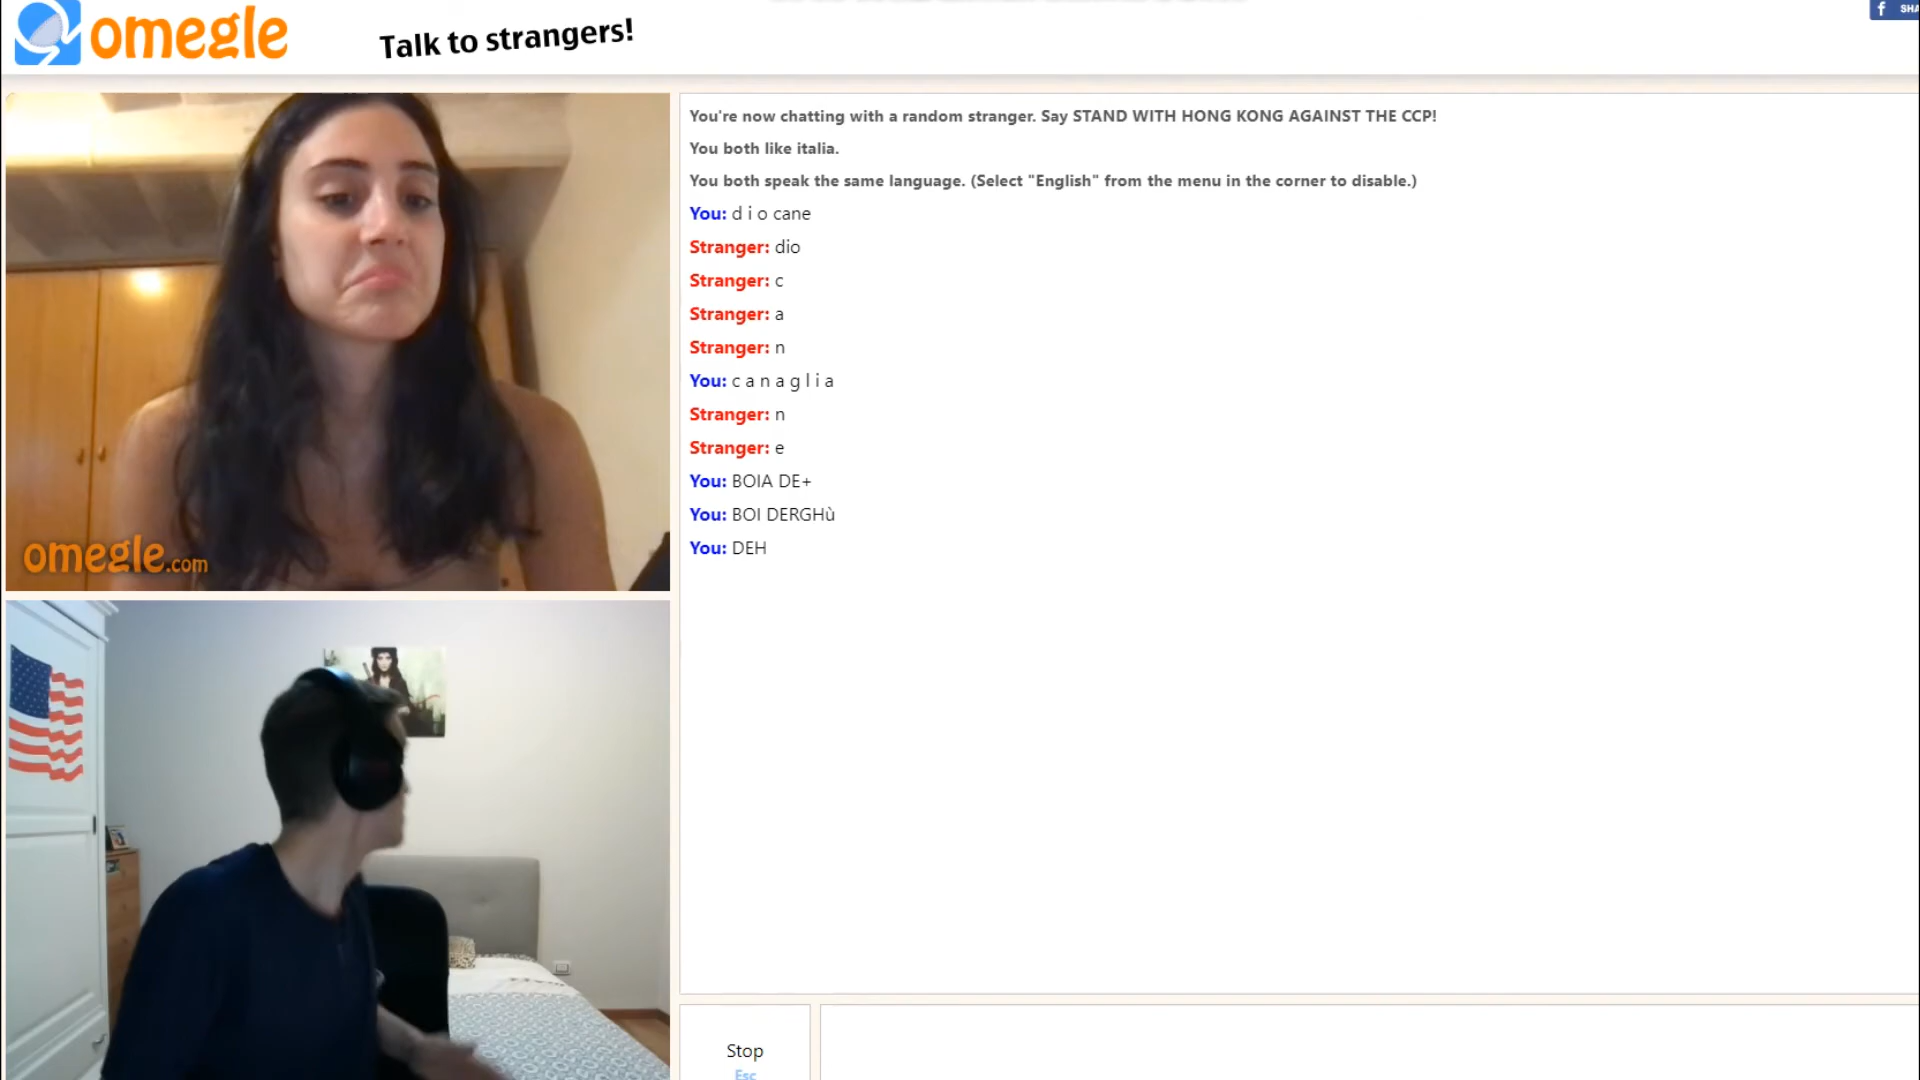 omegle
Talk to strangers!
SHA
You're now chatting with a random stranger. Say STAND WITH HONG KONG AGAINST THE CCP!
You both like italia.
You both speak the same language. (Select "English" from the menu in the corner to disable.)
You: d i o cane
Stranger: dio
Stranger: c
Stranger: a
Stranger: n
You: c a n a g l i a
Stranger: n
Stranger: e
You: BOIA DE+
You: BOI DERGHù
You: DEH
omegle.com
Stop
Esc